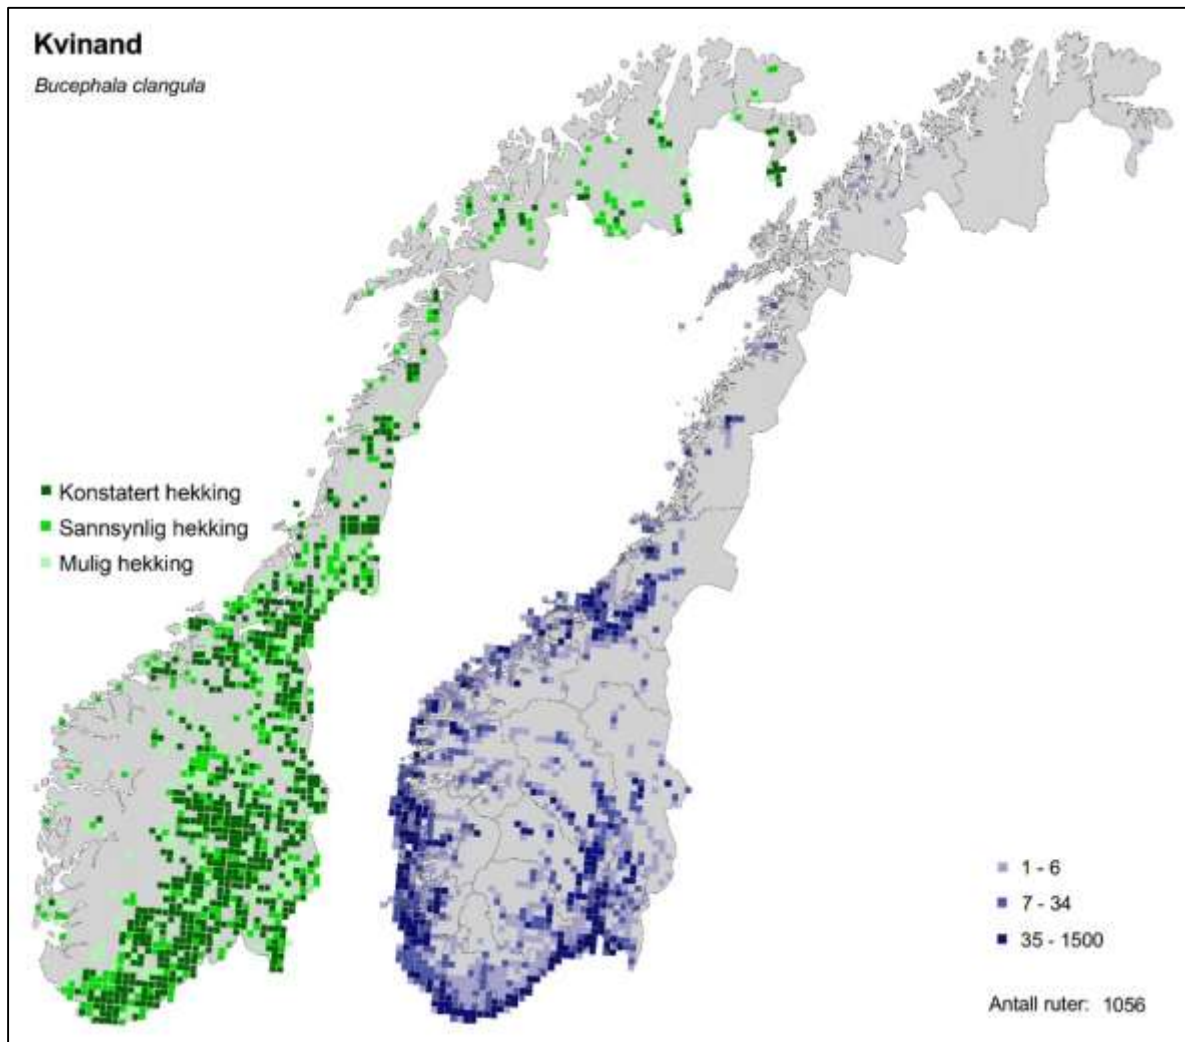 Kvinand
Bucephala clangula
Konstatert hekking
Sannsynlig hekking
Mulig hekking
1 - 6
7 - 34
35 - 1500
Antall ruter: 1056